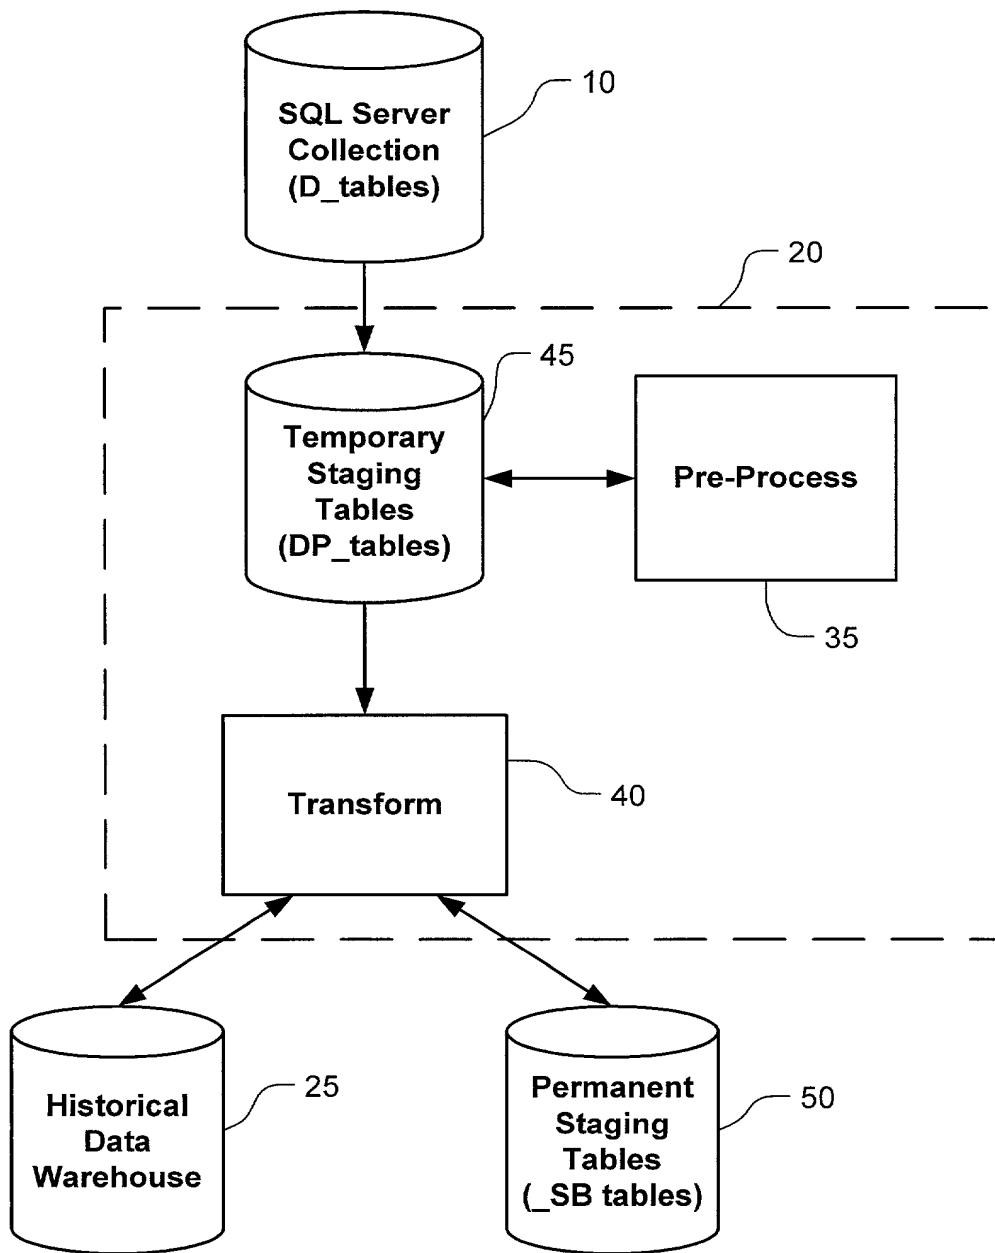 SQL Server
Collection
(D_tables)
10
20
Temporary
Staging
Tables
(DP_tables)
45
Pre-Process
35
Transform
40
Historical
Data
Warehouse
25
Permanent
Staging
Tables
(_SB tables)
50